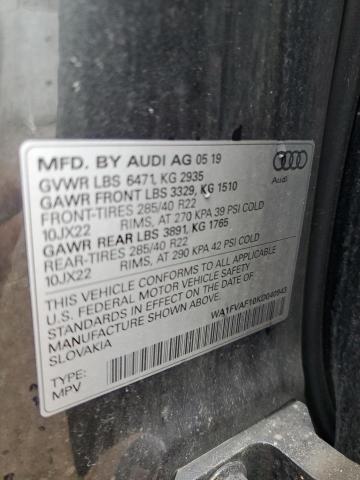 MFD. BY AUDI AG 05 19
GVWR LBS 6471, KG 2935
GAWR FRONT LBS 3329, KG 1510
FRONT-TIRES 285/40 R22
10JX22 RIMS, AT 270 KPA 39 PSI COLD
GAWR REAR LBS 3891, KG 1765
REAR-TIRES 285/40 R22
10JX22 RIMS, AT 290 KPA 42 PSI COLD
THIS VEHICLE CONFORMS TO ALL APPLICABLE
U.S. FEDERAL MOTOR VEHICLE SAFETY
STANDARDS IN EFFECT ON THE DATE OF
MANUFACTURE SHOWN ABOVE.
SLOVAKIA
WA1FVAF10KD040943
TYPE:
MPV